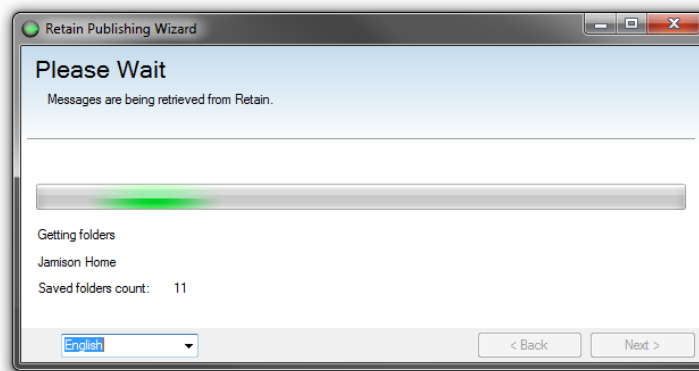 Retain Publishing Wizard
Please Wait
Messages are being retrieved from Retain.
Getting folders
Jamison Home
Saved folders count: 11
English
< Back
Next >